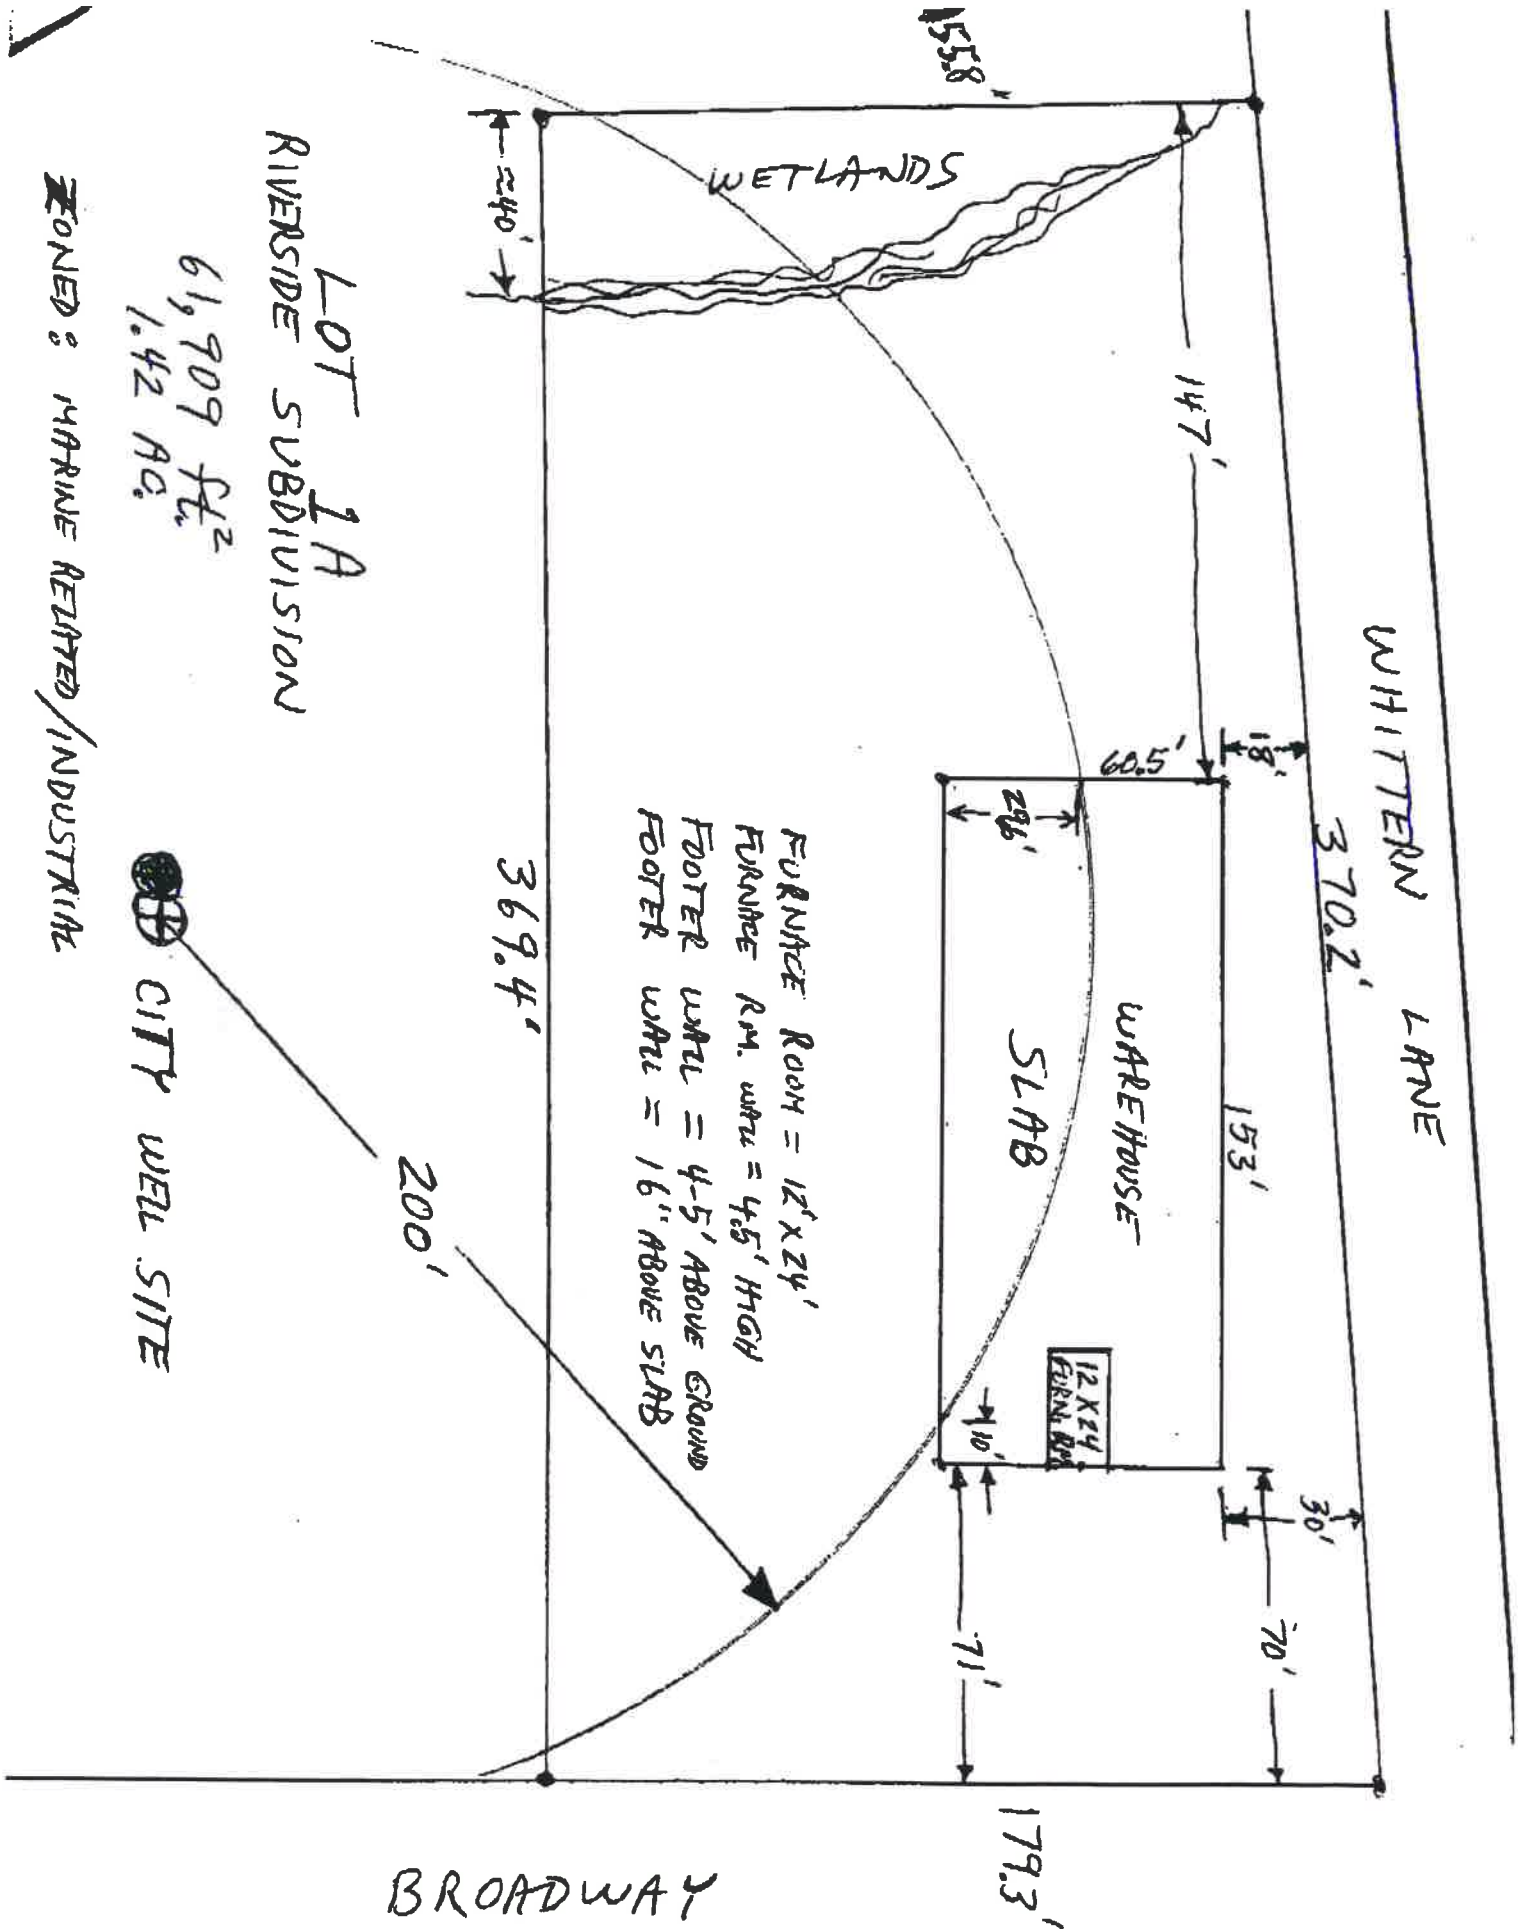 WHITTERN LANE
370.2'
18'
30'
147'
153'
70'
60.5'
WAREHOUSE
SLAB
29.6'
12 X 24
FURN. RM
10'
71'
155.8'
179.3'
WETLANDS
FURNACE ROOM = 12' X 24'
FURNACE RM. WALL = 4.5' HIGH
FOOTER WALL = 4-5' ABOVE GROUND
FOOTER WALL = 16" ABOVE SLAB
369.4'
≈40'
200'
LOT 1A
RIVERSIDE SUBDIVISION
61,909 ft²
1.42 AC.
CITY WELL SITE
ZONED: MARINE RELATED/INDUSTRIAL
BROADWAY